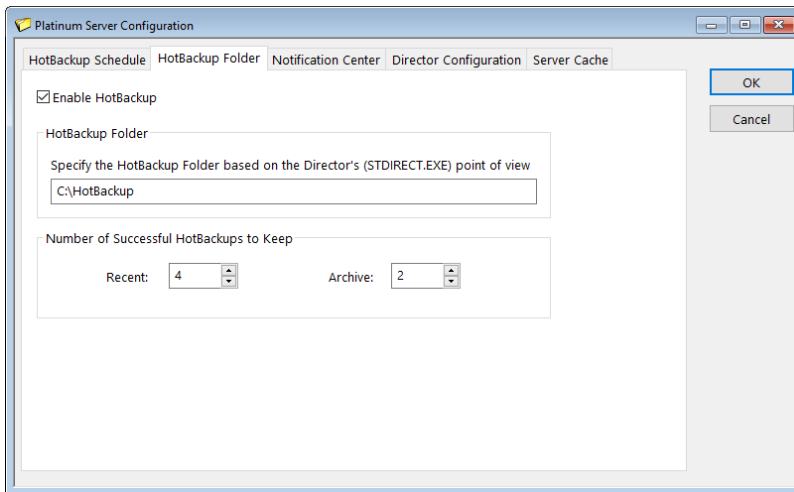 Platinum Server Configuration
HotBackup Schedule HotBackup Folder Notification Center Director Configuration Server Cache
OK
Enable HotBackup
Cancel
HotBackup Folder
Specify the HotBackup Folder based on the Director's (STDIRECT.EXE) point of view
C:\HotBackup
Number of Successful HotBackups to Keep
Recent: 4 Archive: 2